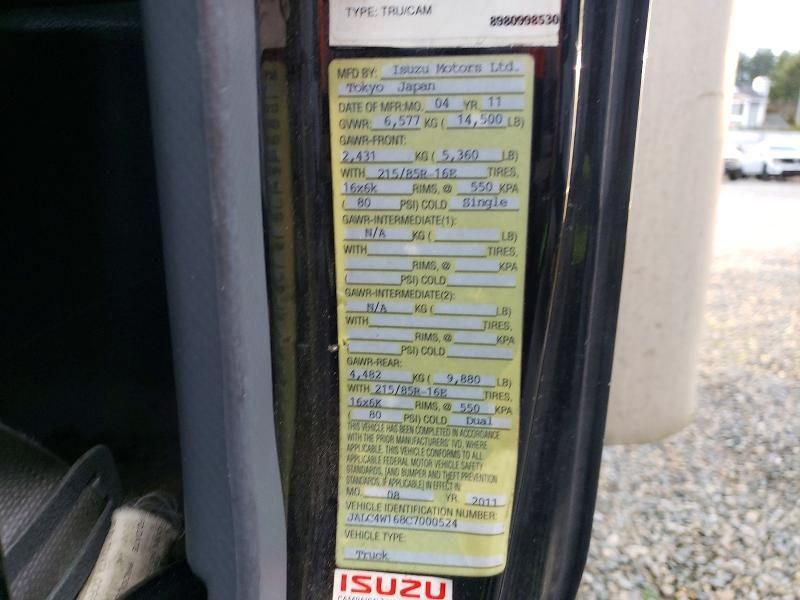 TYPE: TRU/CAM
8980998530
MFD BY: Isuzu Motors Ltd.
Tokyo Japan
DATE OF MFR: MO. 04 YR. 11
GVWR: 6,577 KG ( 14,500 LB)
GAWR-FRONT:
2,431 KG ( 5,360 LB)
WITH 215/85R-16E TIRES,
16x6k RIMS, @ 550 KPA
( 80 PSI) COLD Single
GAWR-INTERMEDIATE(1):
N/A KG ( LB)
WITH TIRES,
RIMS, @ KPA
( PSI) COLD
GAWR-INTERMEDIATE(2):
N/A KG ( LB)
WITH TIRES,
RIMS, @ KPA
( PSI) COLD
GAWR-REAR:
4,482 KG ( 9,880 LB)
WITH 215/85R-16E TIRES,
16x6K RIMS, @ 550 KPA
( 80 PSI) COLD Dual
THIS VEHICLE HAS BEEN COMPLETED IN ACCORDANCE
WITH THE PRIOR MANUFACTURERS' IVD, WHERE
APPLICABLE. THIS VEHICLE CONFORMS TO ALL
APPLICABLE FEDERAL MOTOR VEHICLE SAFETY
STANDARDS, [AND BUMPER AND THEFT PREVENTION
STANDARDS, IF APPLICABLE] IN EFFECT IN
MO. 08 YR. 2011
VEHICLE IDENTIFICATION NUMBER:
JALC4W168C7000524
VEHICLE TYPE:
Truck
ISUZU